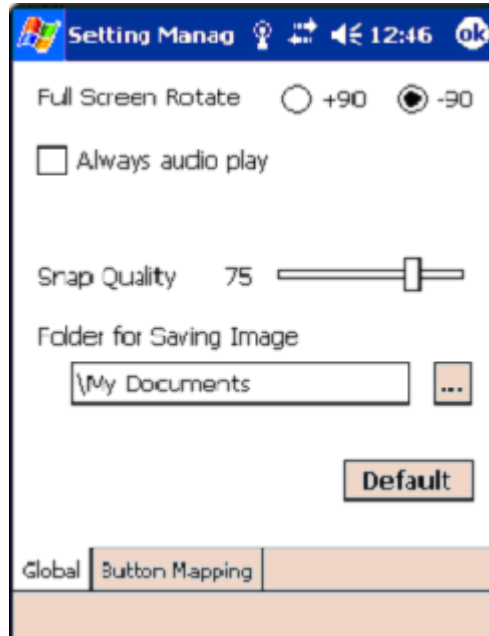 Setting Manag 12:46 ok
Full Screen Rotate +90 -90
Always audio play
Snap Quality 75
Folder for Saving Image
\My Documents ...
Default
Global Button Mapping